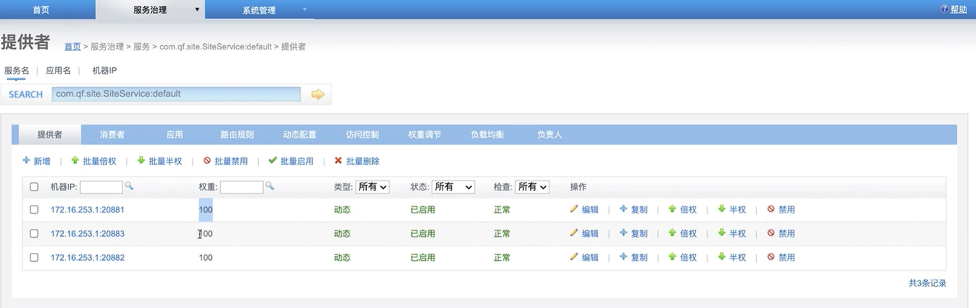 首页 服务治理 系统管理 帮助
提供者 首页 > 服务治理 > 服务 > com.qf.site.SiteService:default > 提供者
服务名 | 应用名 | 机器IP
SEARCH com.qf.site.SiteService:default
提供者 消费者 应用 路由规则 动态配置 访问控制 权重调节 负载均衡 负责人
新增 | 批量倍权 | 批量半权 | 批量禁用 | 批量启用 | 批量删除
机器IP: 权重: 类型: 所有 状态: 所有 检查: 所有 操作
172.16.253.1:20881 100 动态 已启用 正常 编辑 | 复制 | 倍权 | 半权 | 禁用
172.16.253.1:20883 100 动态 已启用 正常 编辑 | 复制 | 倍权 | 半权 | 禁用
172.16.253.1:20882 100 动态 已启用 正常 编辑 | 复制 | 倍权 | 半权 | 禁用
共3条记录